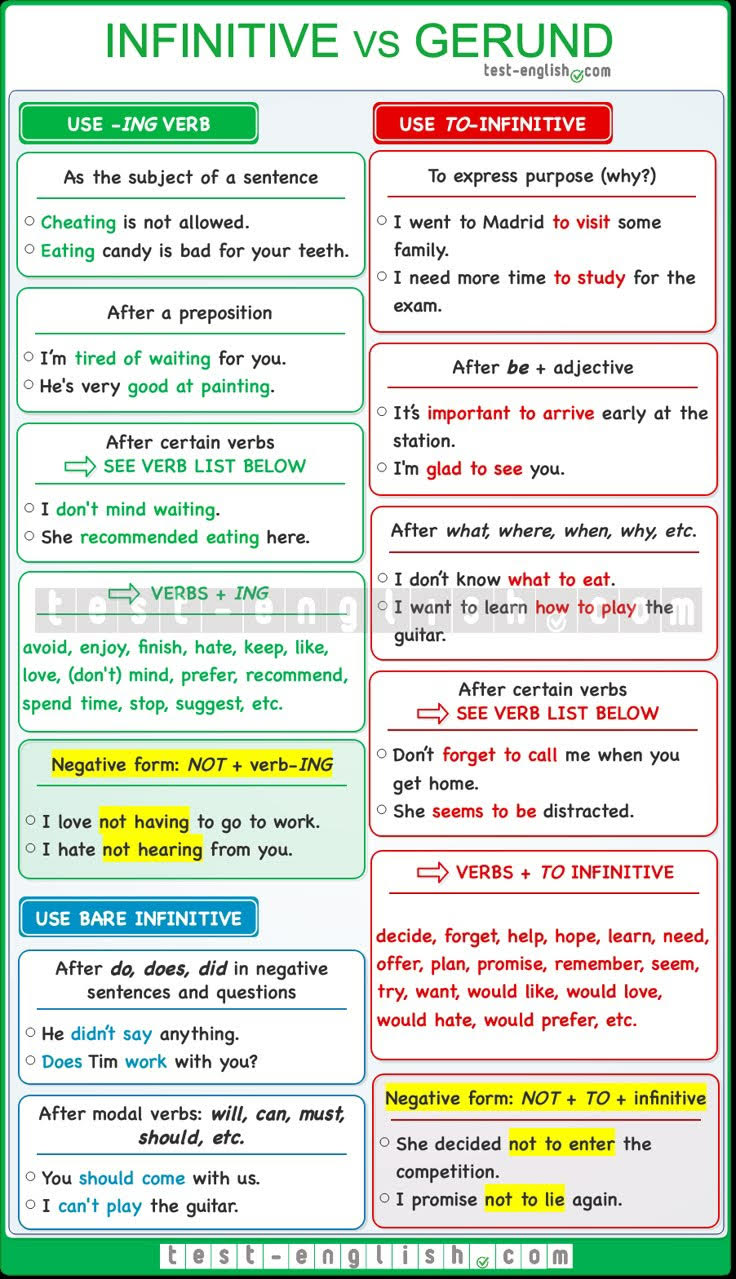 INFINITIVE vs GERUND
test-english.com
USE -ING VERB
As the subject of a sentence
Cheating is not allowed.
Eating candy is bad for your teeth.
After a preposition
I'm tired of waiting for you.
He's very good at painting.
After certain verbs
SEE VERB LIST BELOW
I don't mind waiting.
She recommended eating here.
VERBS + ING
avoid, enjoy, finish, hate, keep, like,
love, (don't) mind, prefer, recommend,
spend time, stop, suggest, etc.
Negative form: NOT + verb-ING
I love not having to go to work.
I hate not hearing from you.
USE BARE INFINITIVE
After do, does, did in negative
sentences and questions
He didn't say anything.
Does Tim work with you?
After modal verbs: will, can, must,
should, etc.
You should come with us.
I can't play the guitar.
USE TO-INFINITIVE
To express purpose (why?)
I went to Madrid to visit some
family.
I need more time to study for the
exam.
After be + adjective
It's important to arrive early at the
station.
I'm glad to see you.
After what, where, when, why, etc.
I don't know what to eat.
I want to learn how to play the
guitar.
After certain verbs
SEE VERB LIST BELOW
Don't forget to call me when you
get home.
She seems to be distracted.
VERBS + TO INFINITIVE
decide, forget, help, hope, learn, need,
offer, plan, promise, remember, seem,
try, want, would like, would love,
would hate, would prefer, etc.
Negative form: NOT + TO + infinitive
She decided not to enter the
competition.
I promise not to lie again.
test-english.com
test-english.com